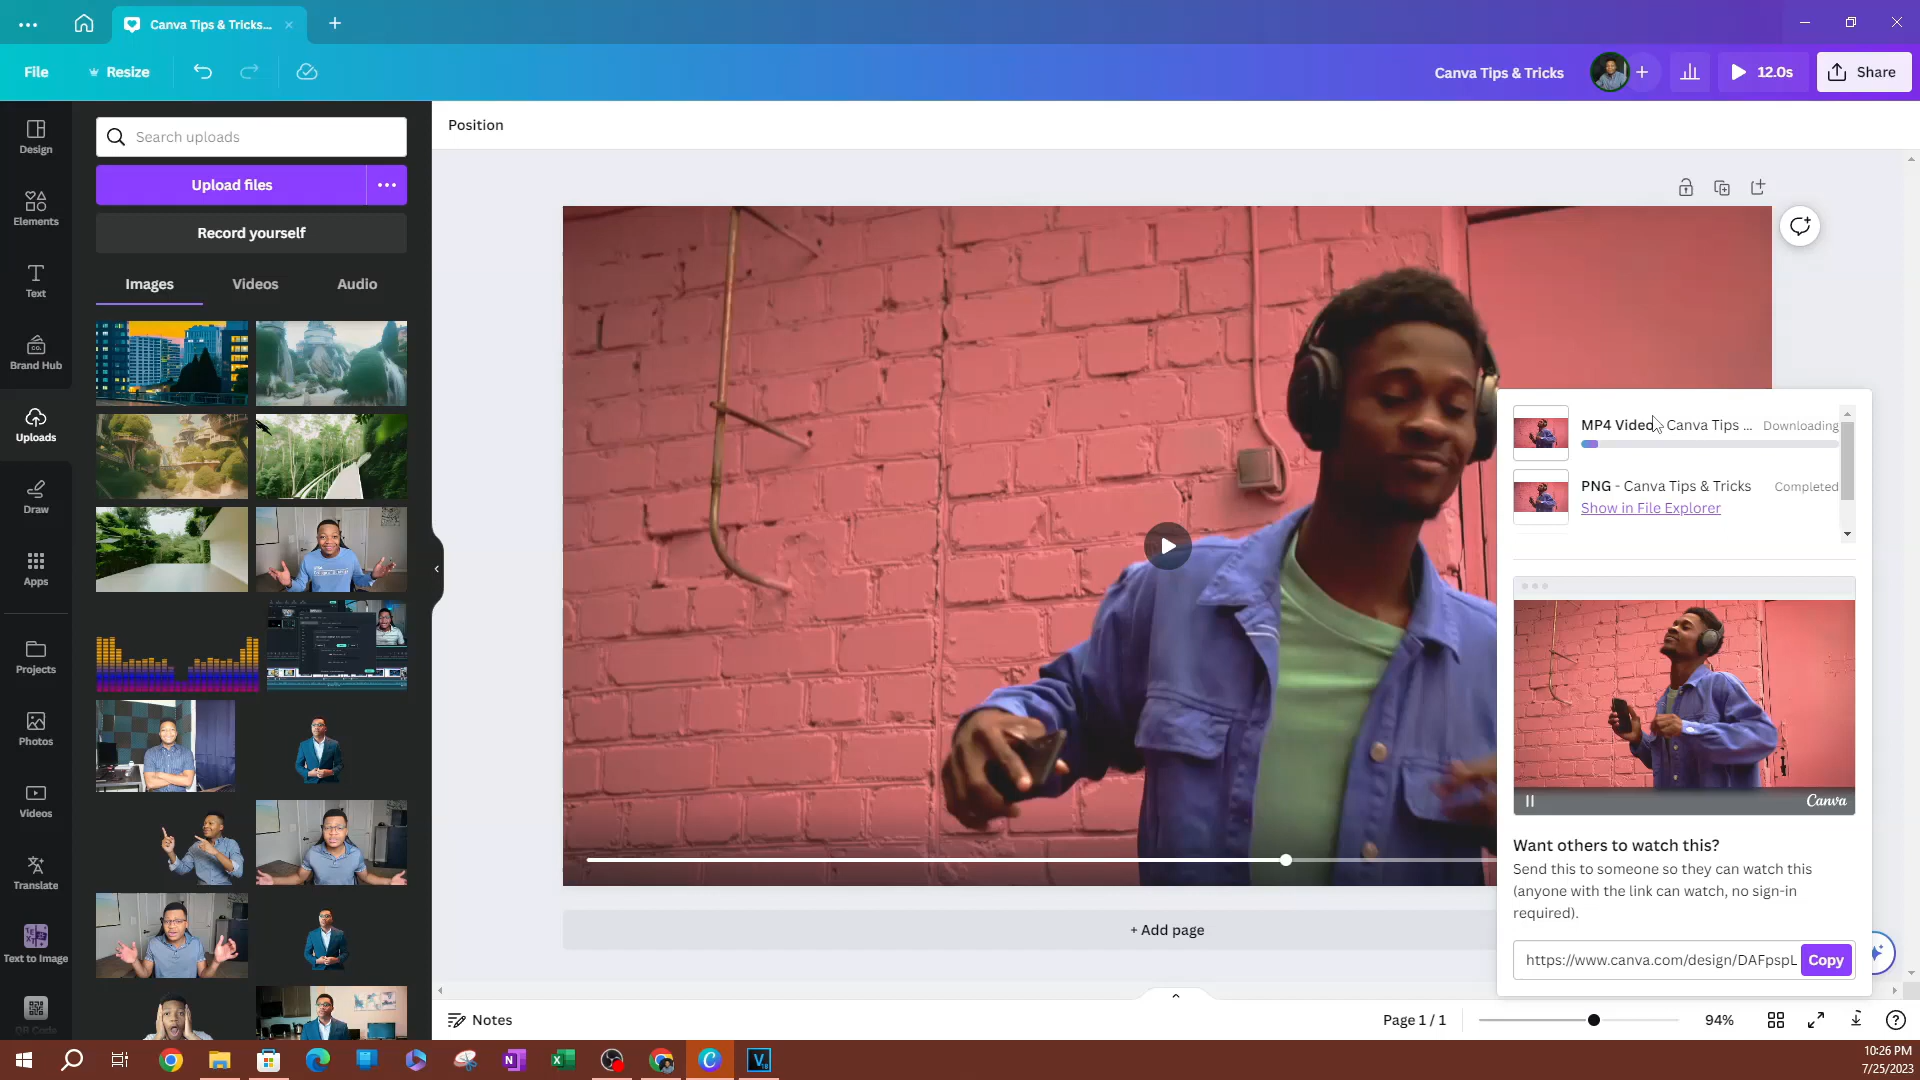 Canva Tips & Tricks...
File
Resize
Canva Tips & Tricks
12.0s
Share
Design
Elements
Text
Brand Hub
Uploads
Draw
Apps
Projects
Photos
Videos
Translate
Text to Image
QR Code
Search uploads
Upload files
Record yourself
Images
Videos
Audio
Position
MP4 Video - Canva Tips ...
Downloading
PNG - Canva Tips & Tricks
Completed
Show in File Explorer
Canva
Want others to watch this?
Send this to someone so they can watch this
(anyone with the link can watch, no sign-in
required).
https://www.canva.com/design/DAFpspL
Copy
+ Add page
Notes
Page 1 / 1
94%
10:26 PM
7/25/2023